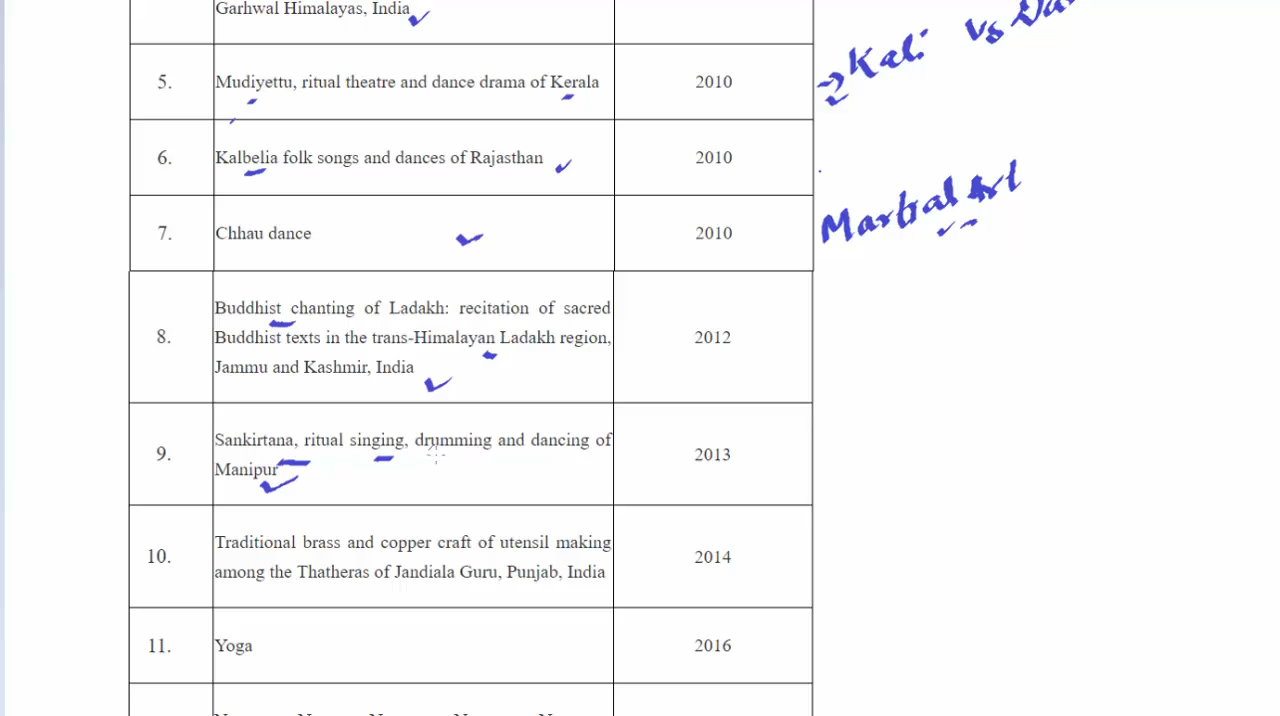 Garhwal Himalayas, India
5. Mudiyettu, ritual theatre and dance drama of Kerala 2010
Kali Vs
6. Kalbelia folk songs and dances of Rajasthan 2010
7. Chhau dance 2010
Martial Art
8. Buddhist chanting of Ladakh: recitation of sacred
Buddhist texts in the trans-Himalayan Ladakh region,
Jammu and Kashmir, India
2012
9. Sankirtana, ritual singing, drumming and dancing of
Manipur
2013
10. Traditional brass and copper craft of utensil making
among the Thatheras of Jandiala Guru, Punjab, India
2014
11. Yoga 2016